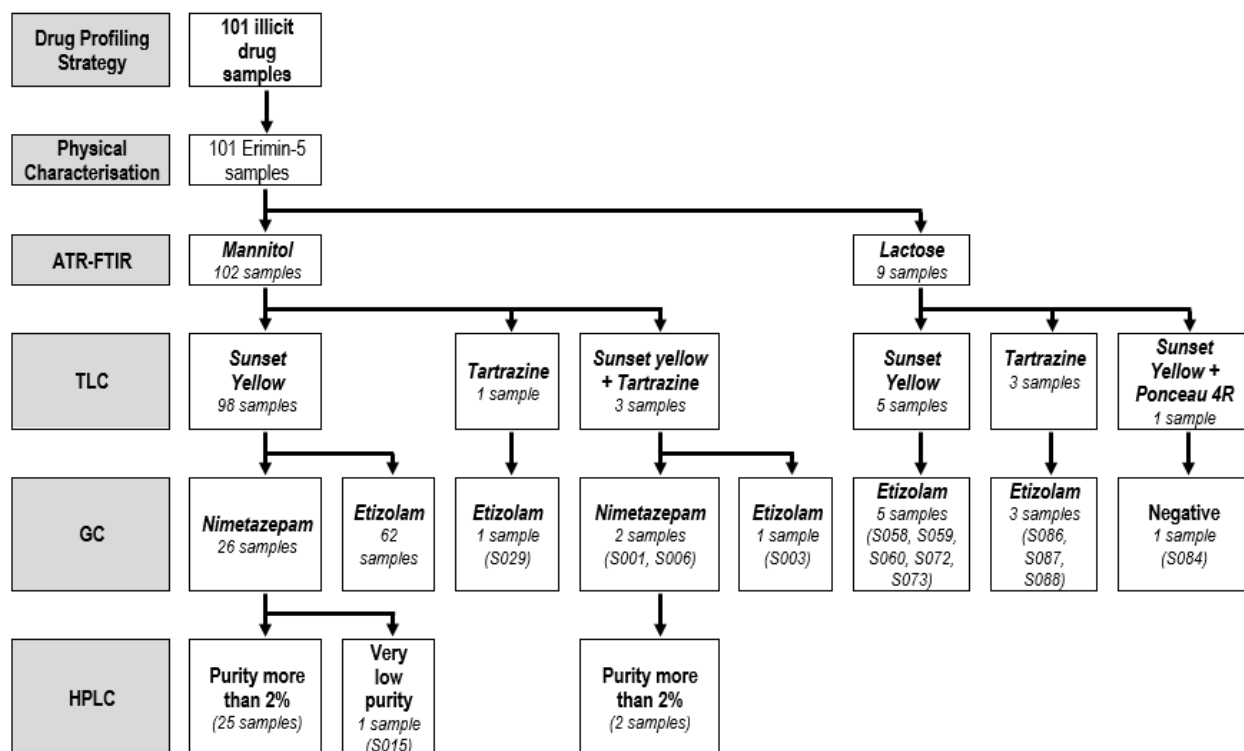 Drug Profiling
Strategy
101 illicit
drug
samples
Physical
Characterisation
101 Erimin-5
samples
ATR-FTIR
Mannitol
102 samples
Lactose
9 samples
TLC
Sunset
Yellow
98 samples
Tartrazine
1 sample
Sunset yellow
+ Tartrazine
3 samples
Sunset
Yellow
5 samples
Tartrazine
3 samples
Sunset
Yellow +
Ponceau 4R
1 sample
GC
Nimetazepam
26 samples
Etizolam
62
samples
Etizolam
1 sample
(S029)
Nimetazepam
2 samples
(S001, S006)
Etizolam
1 sample
(S003)
Etizolam
5 samples
(S058, S059,
S060, S072,
S073)
Etizolam
3 samples
(S086,
S087,
S088)
Negative
1 sample
(S084)
HPLC
Purity more
than 2%
(25 samples)
Very
low
purity
1 sample
(S015)
Purity more
than 2%
(2 samples)